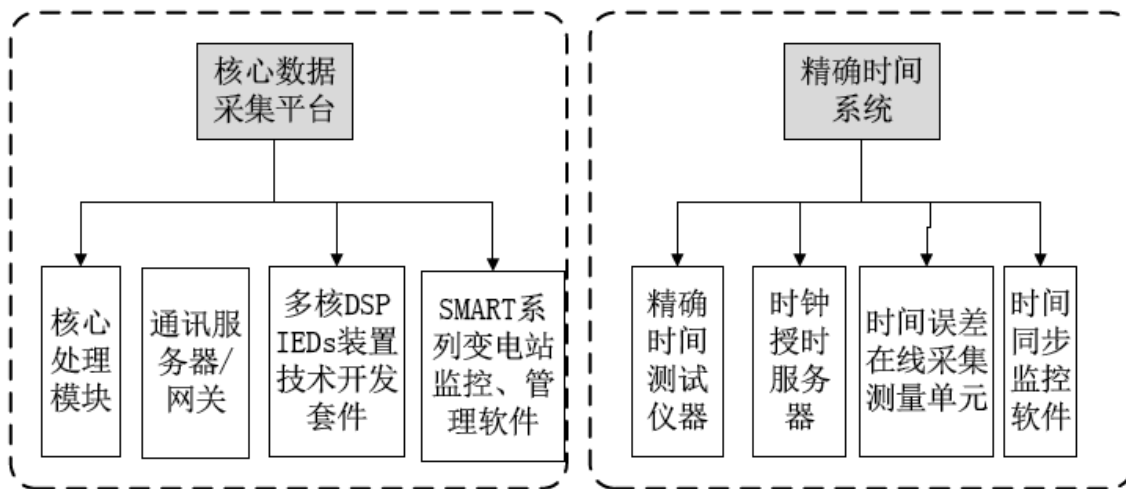 核心数据
采集平台
核心
处理
模块
通讯服
务器/
网关
多核DSP
IEDs装置
技术开发
套件
SMART系
列变电站
监控、管
理软件
精确时间
系统
精确
时间
测试
仪器
时钟
授时
服务
器
时间误差
在线采集
测量单元
时间
同步
监控
软件